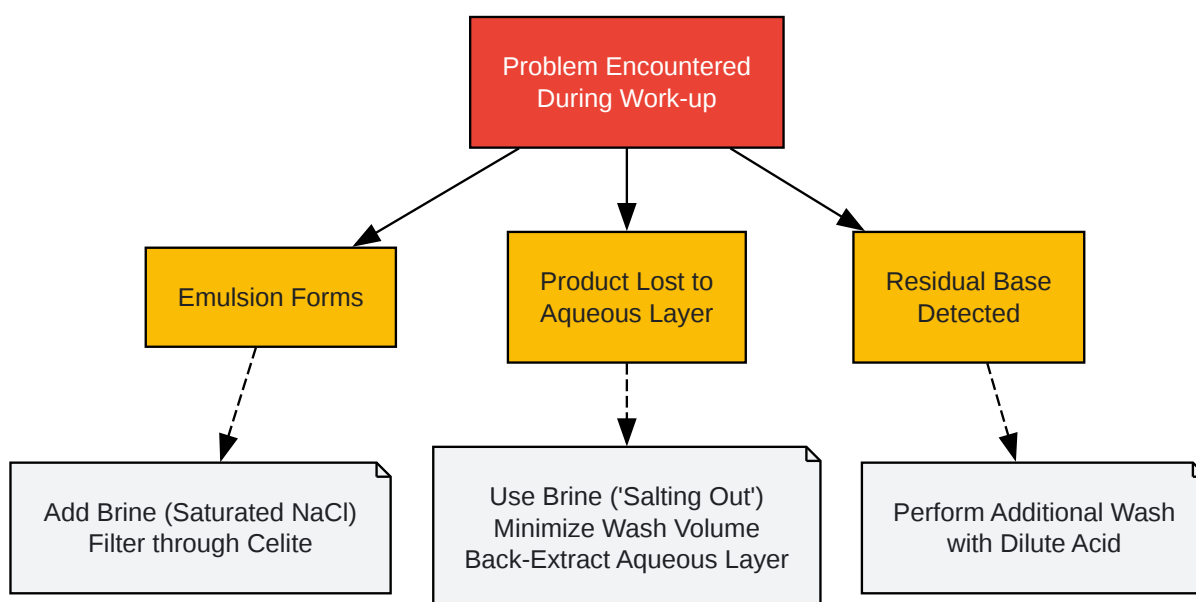 Problem Encountered
During Work-up
Emulsion Forms
Product Lost to
Aqueous Layer
Residual Base
Detected
Add Brine (Saturated NaCl)
Filter through Celite
Use Brine ('Salting Out')
Minimize Wash Volume
Back-Extract Aqueous Layer
Perform Additional Wash
with Dilute Acid